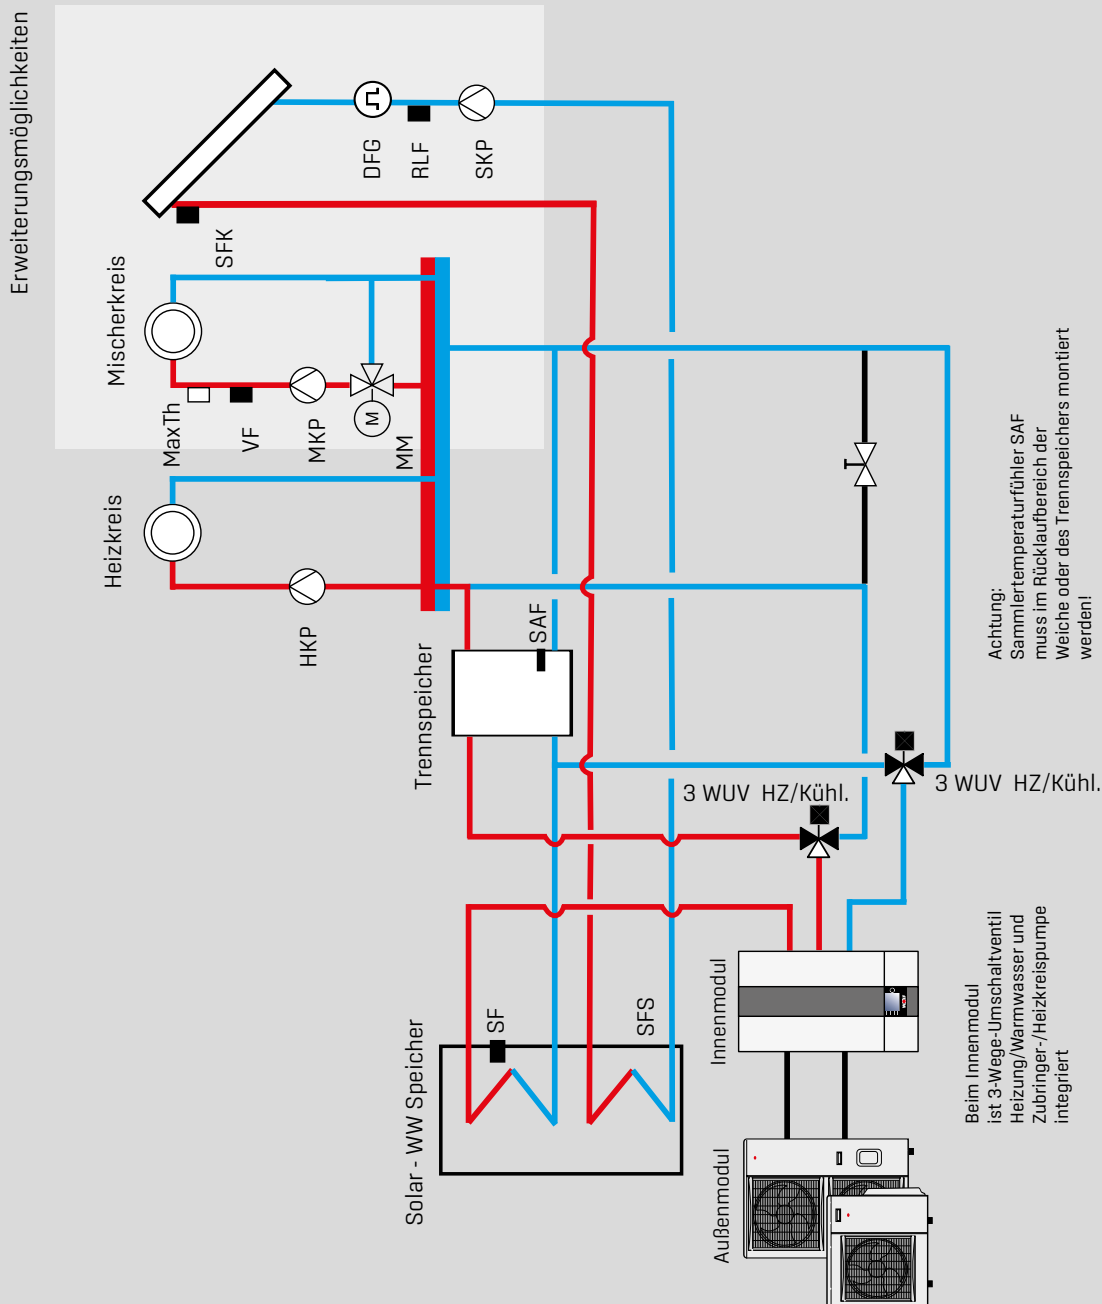 Erweiterungsmöglichkeiten
DFG
RLF
SKP
SFK
Mischerkreis
MaxTh
VF
MKP
M
MM
Heizkreis
HKP
Trennspeicher
SAF
3 WUV HZ/Kühl.
3 WUV HZ/Kühl.
Achtung:
Sammlertemperaturfühler SAF
muss im Rücklaufbereich der
Weiche oder des Trennspeichers montiert
werden!
Solar - WW Speicher
SF
SFS
Innenmodul
Außenmodul
Beim Innenmodul
ist 3-Wege-Umschaltventil
Heizung/Warmwasser und
Zubringer-/Heizkreispumpe
integriert